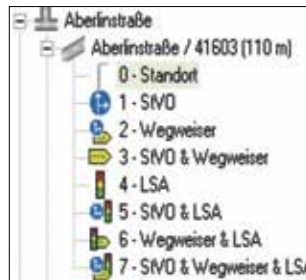 Aberlinstraße
Aberlinstraße / 41603 (110 m)
0 - Standort
1 - StVO
2 - Wegweiser
3 - StVO & Wegweiser
4 - LSA
5 - StVO & LSA
6 - Wegweiser & LSA
7 - StVO & Wegweiser & LSA